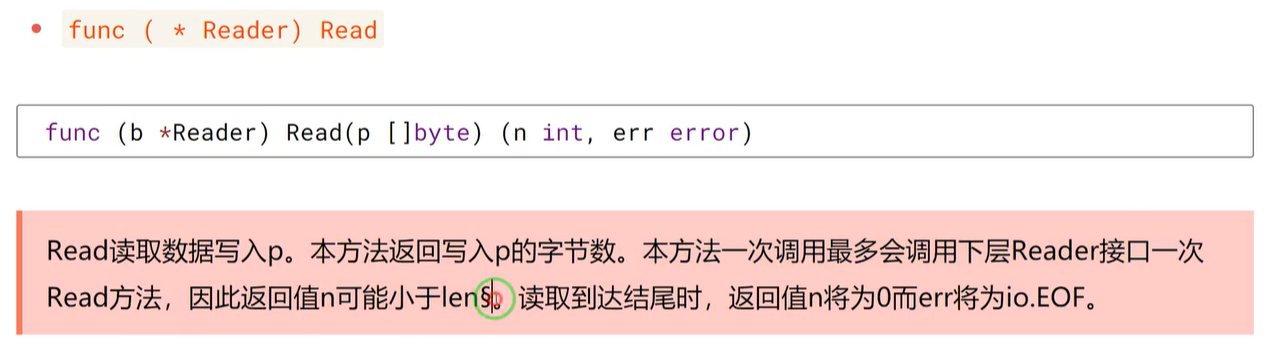 func ( * Reader) Read
func (b *Reader) Read(p []byte) (n int, err error)
Read读取数据写入p。本方法返回写入p的字节数。本方法一次调用最多会调用下层Reader接口一次
Read方法，因此返回值n可能小于len§。读取到达结尾时，返回值n将为0而err将为io.EOF。